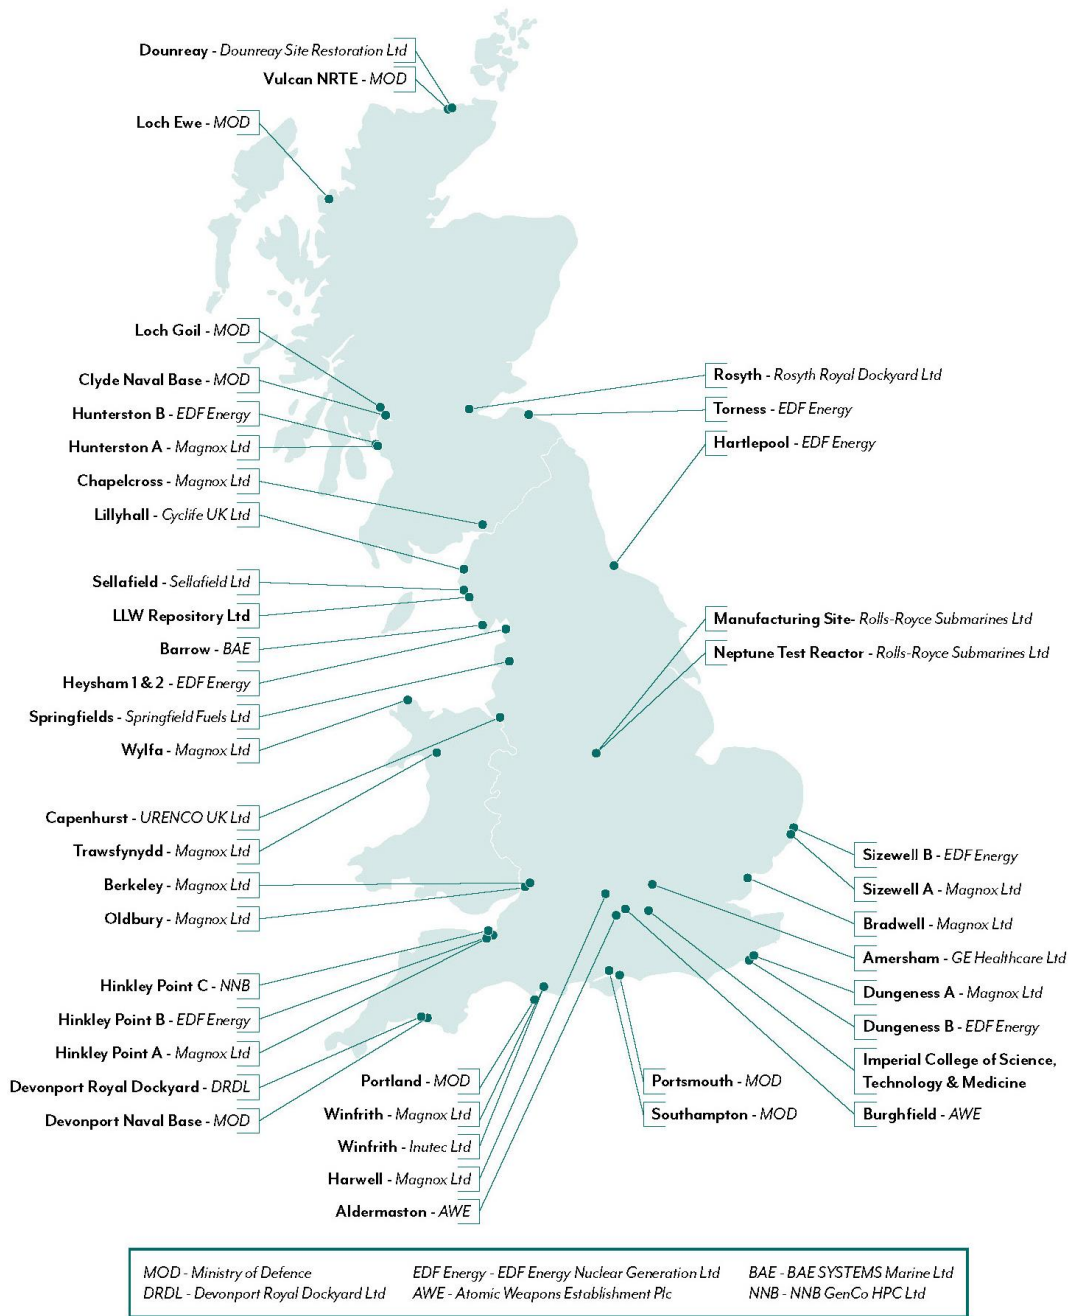 Dounreay - Dounreay Site Restoration Ltd
Vulcan NRTE - MOD
Loch Ewe - MOD
Loch Goil - MOD
Clyde Naval Base - MOD
Hunterston B - EDF Energy
Hunterston A - Magnox Ltd
Chapelcross - Magnox Ltd
Lillyhall - Cyclife UK Ltd
Sellafield - Sellafield Ltd
LLW Repository Ltd
Barrow - BAE
Heysham 1 & 2 - EDF Energy
Springfields - Springfield Fuels Ltd
Wylfa - Magnox Ltd
Capenhurst - URENCO UK Ltd
Trawsfynydd - Magnox Ltd
Berkeley - Magnox Ltd
Oldbury - Magnox Ltd
Hinkley Point C - NNB
Hinkley Point B - EDF Energy
Hinkley Point A - Magnox Ltd
Devonport Royal Dockyard - DRDL
Devonport Naval Base - MOD
Portland - MOD
Winfrith - Magnox Ltd
Winfrith - Inutec Ltd
Harwell - Magnox Ltd
Aldermaston - AWE
Rosyth - Rosyth Royal Dockyard Ltd
Torness - EDF Energy
Hartlepool - EDF Energy
Manufacturing Site- Rolls-Royce Submarines Ltd
Neptune Test Reactor - Rolls-Royce Submarines Ltd
Sizewell B - EDF Energy
Sizewell A - Magnox Ltd
Bradwell - Magnox Ltd
Amersham - GE Healthcare Ltd
Dungeness A - Magnox Ltd
Dungeness B - EDF Energy
Imperial College of Science,
Technology & Medicine
Burghfield - AWE
Portsmouth - MOD
Southampton - MOD
MOD - Ministry of Defence
DRDL - Devonport Royal Dockyard Ltd
EDF Energy - EDF Energy Nuclear Generation Ltd
AWE - Atomic Weapons Establishment Plc
BAE - BAE SYSTEMS Marine Ltd
NNB - NNB GenCo HPC Ltd